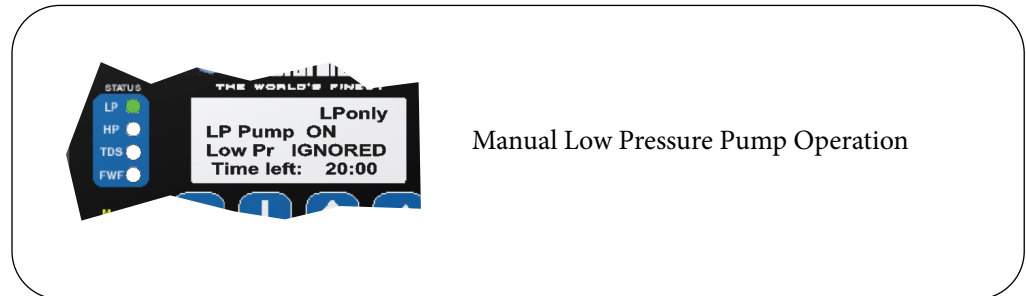 STATUS
THE WORLD'S FINEST
LP
HP
TDS
FWF
LPonly
LP Pump ON
Low Pr IGNORED
Time left: 20:00
Manual Low Pressure Pump Operation